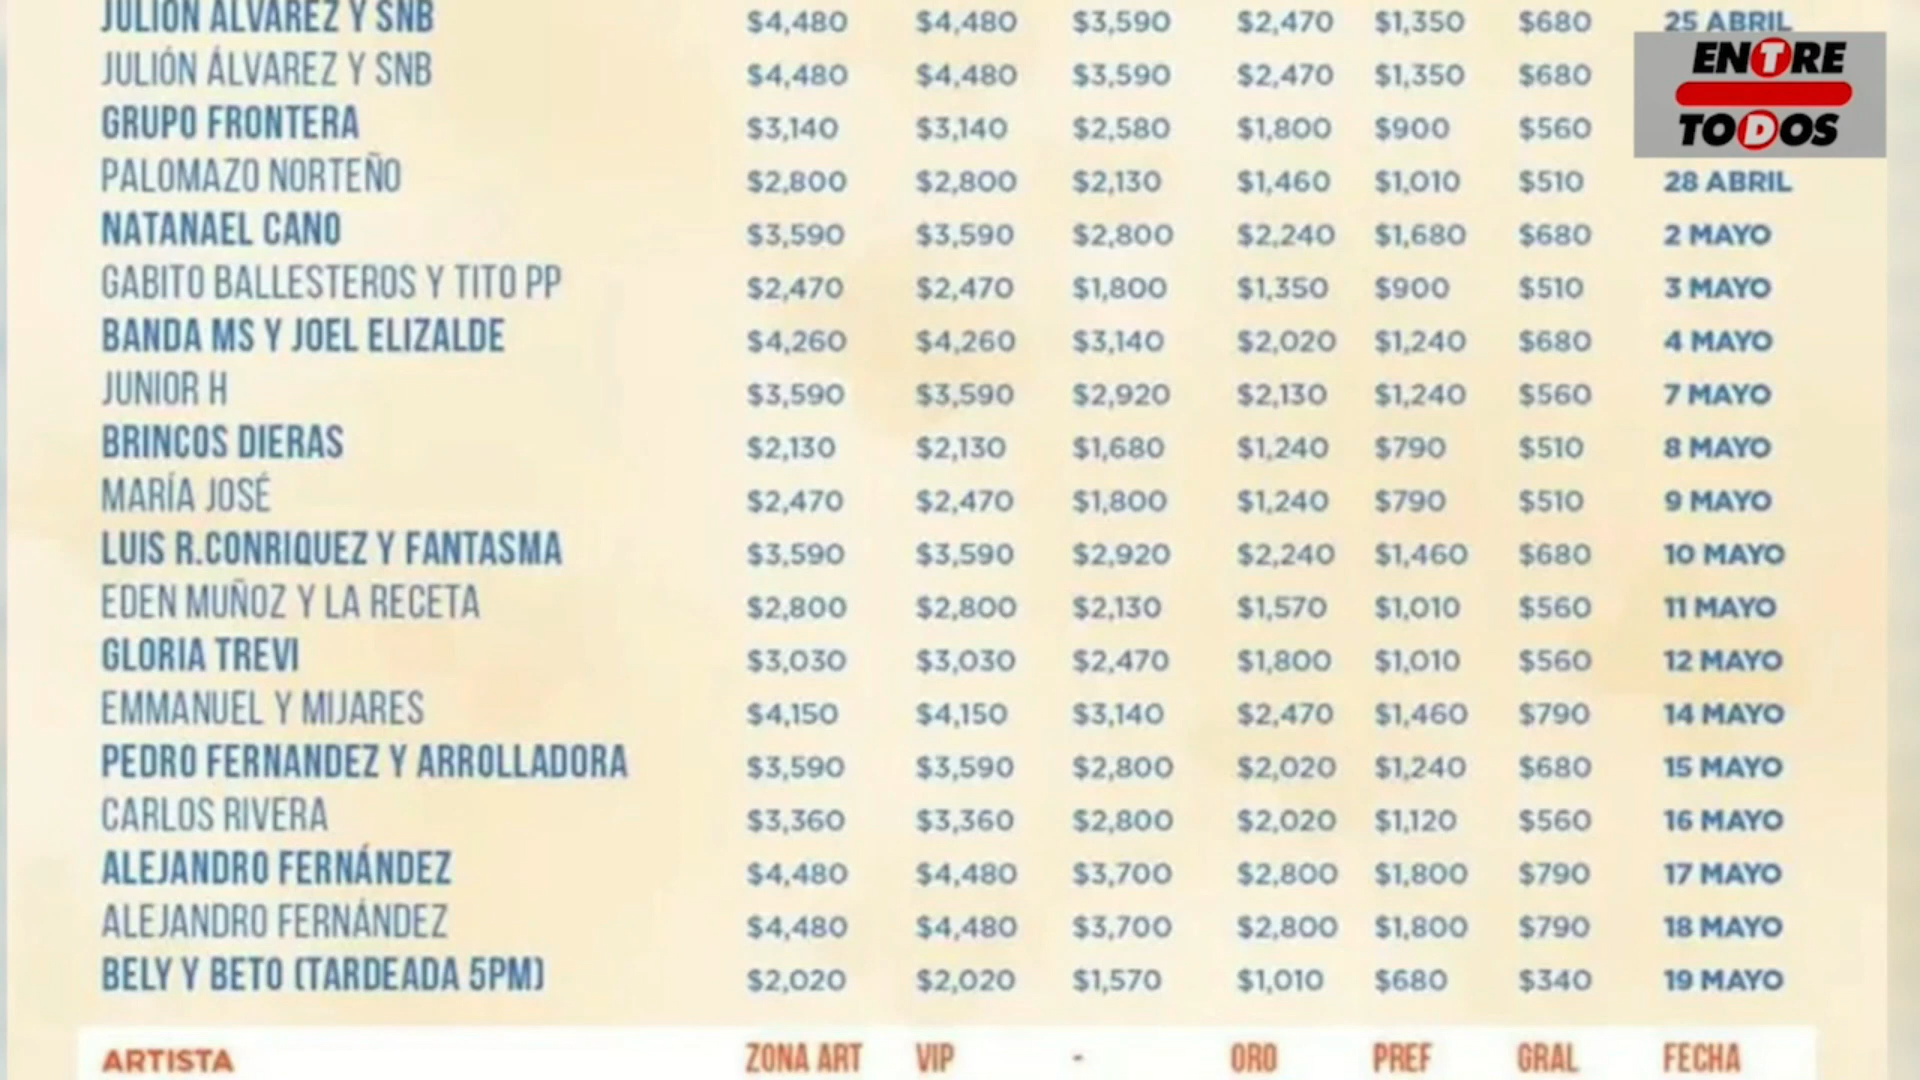 JULIÓN ÁLVAREZ Y SNB $4,480 $4,480 $3,590 $2,470 $1,350 $680 25 ABRIL
JULIÓN ÁLVAREZ Y SNB $4,480 $4,480 $3,590 $2,470 $1,350 $680
GRUPO FRONTERA $3,140 $3,140 $2,580 $1,800 $900 $560
PALOMAZO NORTEÑO $2,800 $2,800 $2,130 $1,460 $1,010 $510 28 ABRIL
NATANAEL CANO $3,590 $3,590 $2,800 $2,240 $1,680 $680 2 MAYO
GABITO BALLESTEROS Y TITO PP $2,470 $2,470 $1,800 $1,350 $900 $510 3 MAYO
BANDA MS Y JOEL ELIZALDE $4,260 $4,260 $3,140 $2,020 $1,240 $680 4 MAYO
JUNIOR H $3,590 $3,590 $2,920 $2,130 $1,240 $560 7 MAYO
BRINCOS DIERAS $2,130 $2,130 $1,680 $1,240 $790 $510 8 MAYO
MARÍA JOSÉ $2,470 $2,470 $1,800 $1,240 $790 $510 9 MAYO
LUIS R.CONRIQUEZ Y FANTASMA $3,590 $3,590 $2,920 $2,240 $1,460 $680 10 MAYO
EDEN MUÑOZ Y LA RECETA $2,800 $2,800 $2,130 $1,570 $1,010 $560 11 MAYO
GLORIA TREVI $3,030 $3,030 $2,470 $1,800 $1,010 $560 12 MAYO
EMMANUEL Y MIJARES $4,150 $4,150 $3,140 $2,470 $1,460 $790 14 MAYO
PEDRO FERNANDEZ Y ARROLLADORA $3,590 $3,590 $2,800 $2,020 $1,240 $680 15 MAYO
CARLOS RIVERA $3,360 $3,360 $2,800 $2,020 $1,120 $560 16 MAYO
ALEJANDRO FERNÁNDEZ $4,480 $4,480 $3,700 $2,800 $1,800 $790 17 MAYO
ALEJANDRO FERNÁNDEZ $4,480 $4,480 $3,700 $2,800 $1,800 $790 18 MAYO
BELY Y BETO (TARDEADA 5PM) $2,020 $2,020 $1,570 $1,010 $680 $340 19 MAYO
ARTISTA ZONA ART VIP - ORO PREF GRAL FECHA
ENTRE
TODOS